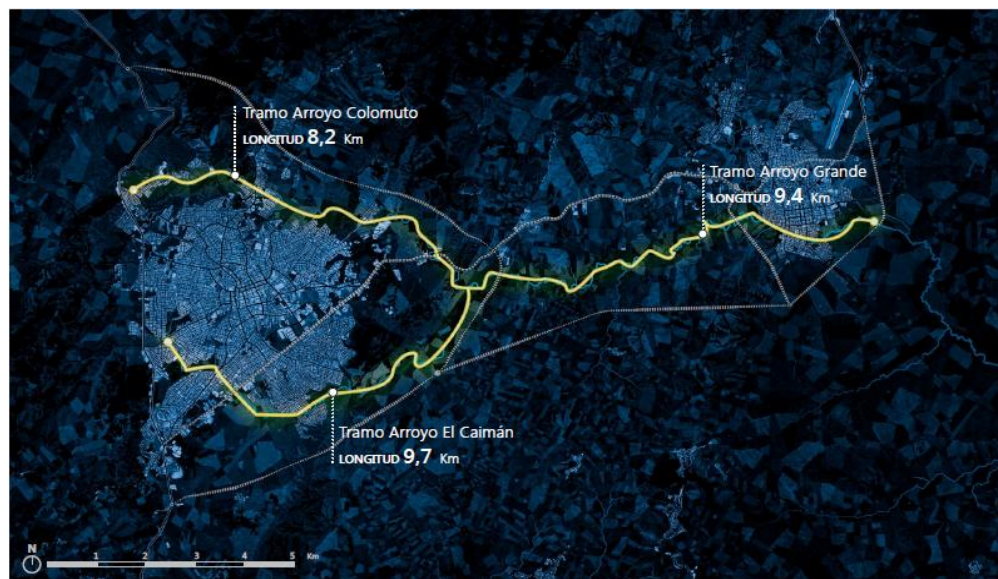 Tramo Arroyo Colomuto
LONGITUD 8,2 Km
Tramo Arroyo Grande
LONGITUD 9,4 Km
Tramo Arroyo El Caimán
LONGITUD 9,7 Km
N
1 2 3 4 5 Km